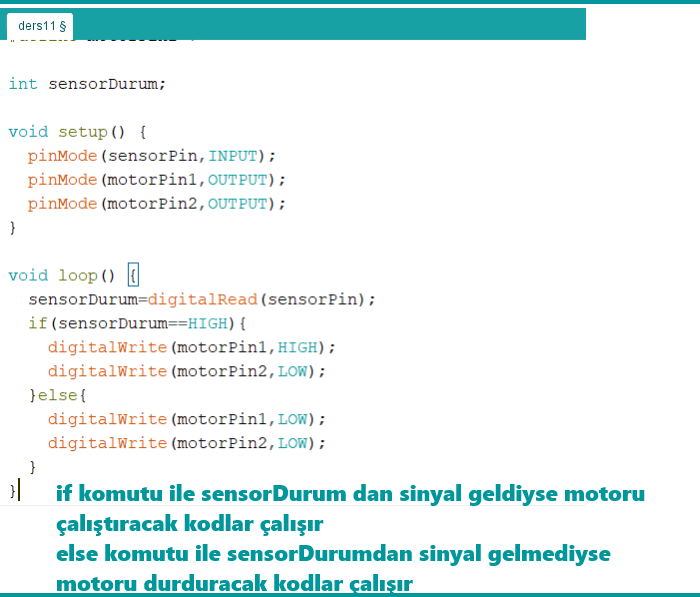 ders11 §
int sensorDurum;
void setup() {
pinMode(sensorPin,INPUT);
pinMode(motorPin1,OUTPUT);
pinMode(motorPin2,OUTPUT);
}
void loop() {
sensorDurum=digitalRead(sensorPin);
if(sensorDurum==HIGH){
digitalWrite(motorPin1,HIGH);
digitalWrite(motorPin2,LOW);
}else{
digitalWrite(motorPin1,LOW);
digitalWrite(motorPin2,LOW);
}
}
if komutu ile sensorDurum dan sinyal geldiyse motoru
çalıştıracak kodlar çalışır
else komutu ile sensorDurumdan sinyal gelmediyse
motoru durduracak kodlar çalışır